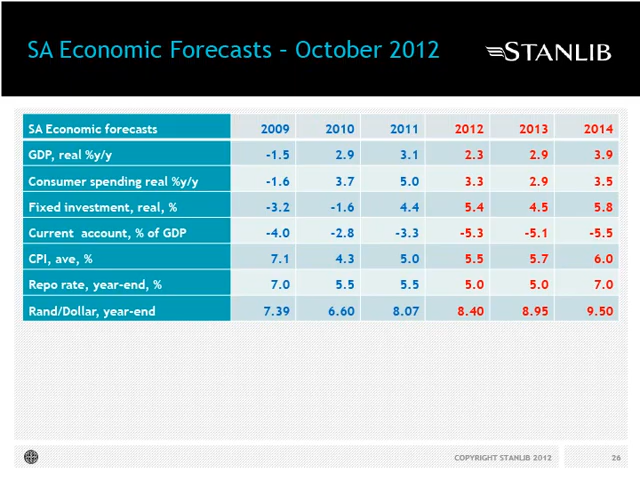 SA Economic Forecasts – October 2012
STANLIB
SA Economic forecasts 2009 2010 2011 2012 2013 2014
GDP, real %y/y -1.5 2.9 3.1 2.3 2.9 3.9
Consumer spending real %y/y -1.6 3.7 5.0 3.3 2.9 3.5
Fixed investment, real, % -3.2 -1.6 4.4 5.4 4.5 5.8
Current account, % of GDP -4.0 -2.8 -3.3 -5.3 -5.1 -5.5
CPI, ave, % 7.1 4.3 5.0 5.5 5.7 6.0
Repo rate, year-end, % 7.0 5.5 5.5 5.0 5.0 7.0
Rand/Dollar, year-end 7.39 6.60 8.07 8.40 8.95 9.50
COPYRIGHT STANLIB 2012 26